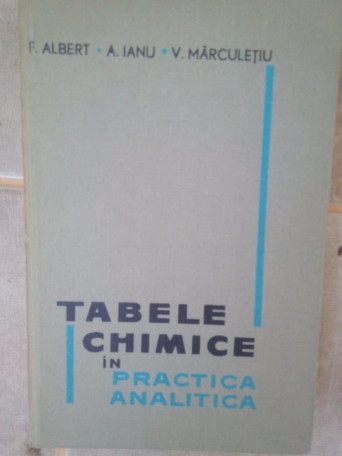 F. ALBERT • A. IANU • V. MĂRCULEȚIU
TABELE
CHIMICE
ÎN
PRACTICA
ANALITICA